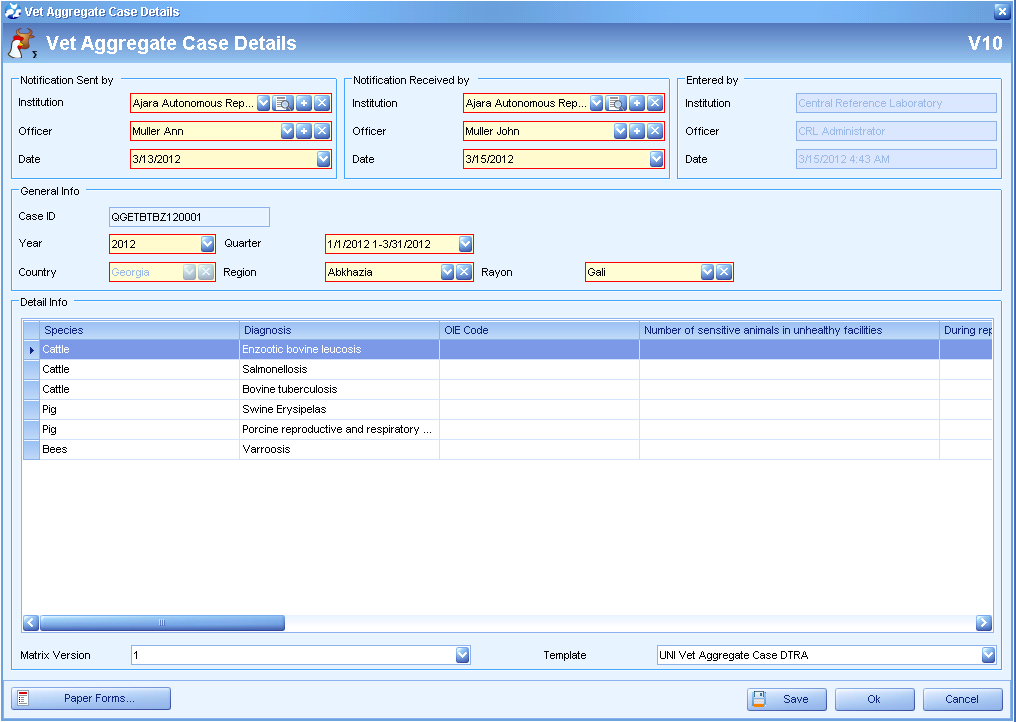 Vet Aggregate Case Details
Vet Aggregate Case Details V10
Notification Sent by
Institution Ajara Autonomous Rep...
Officer Muller Ann
Date 3/13/2012
Notification Received by
Institution Ajara Autonomous Rep...
Officer Muller John
Date 3/15/2012
Entered by
Institution Central Reference Laboratory
Officer CRL Administrator
Date 3/15/2012 4:43 AM
General Info
Case ID QGETBTBZ120001
Year 2012 Quarter 1/1/2012 1-3/31/2012
Country Georgia Region Abkhazia Rayon Gali
Detail Info
Species Diagnosis OIE Code Number of sensitive animals in unhealthy facilities During rep
Cattle Enzootic bovine leucosis
Cattle Salmonellosis
Cattle Bovine tuberculosis
Pig Swine Erysipelas
Pig Porcine reproductive and respiratory ...
Bees Varroosis
Matrix Version 1 Template UNI Vet Aggregate Case DTRA
Paper Forms... Save Ok Cancel